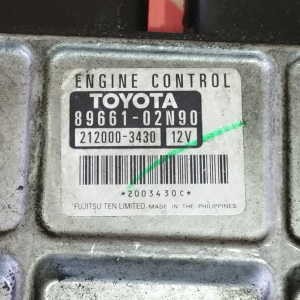 ENGINE CONTROL
TOYOTA
89661-02N90
212000-3430 12V
*2003430C*
FUJITSU TEN LIMITED. MADE IN THE PHILIPPINES